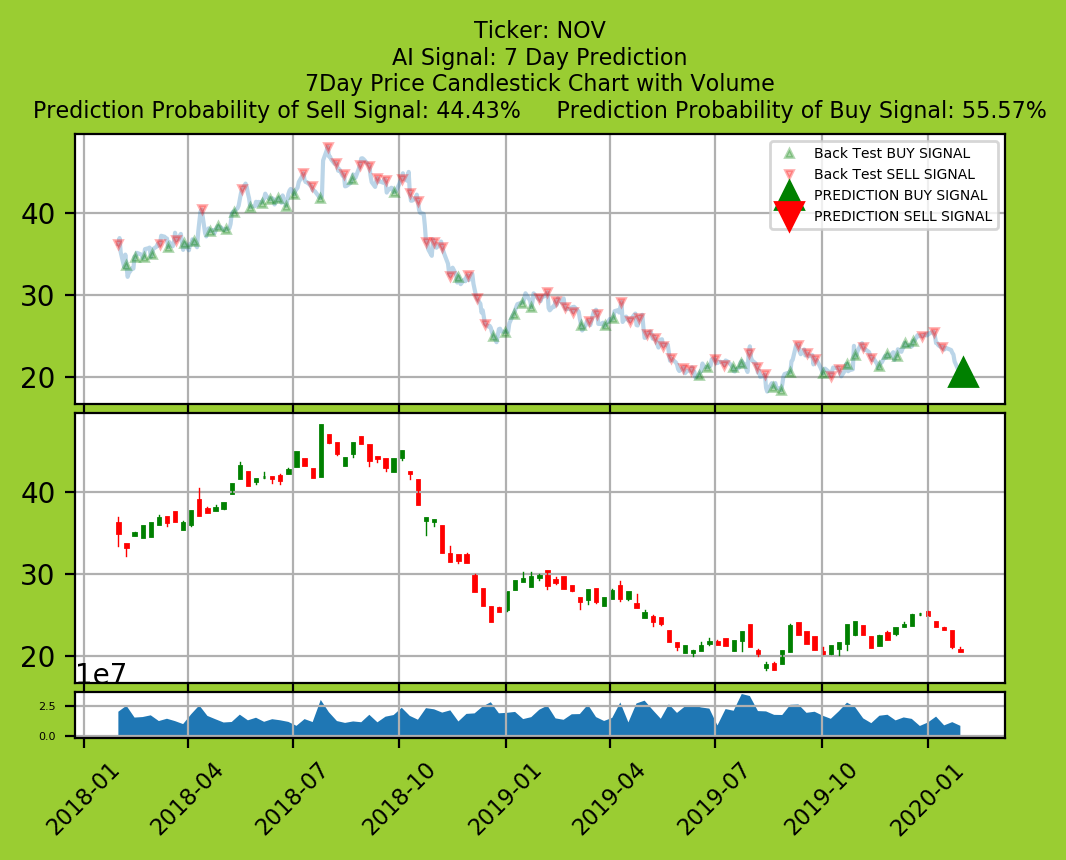 Ticker: NOV
AI Signal: 7 Day Prediction
7Day Price Candlestick Chart with Volume
Prediction Probability of Sell Signal: 44.43% Prediction Probability of Buy Signal: 55.57%
Back Test BUY SIGNAL
Back Test SELL SIGNAL
PREDICTION BUY SIGNAL
PREDICTION SELL SIGNAL
40
30
20
40
30
20
1e7
2.5
0.0
2018-01
2018-04
2018-07
2018-10
2019-01
2019-04
2019-07
2019-10
2020-01